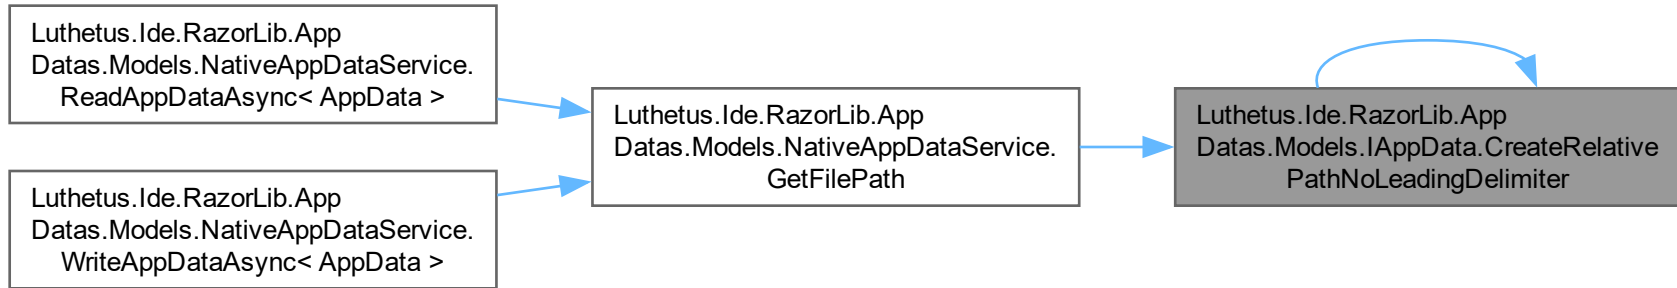 Luthetus.Ide.RazorLib.App
Datas.Models.NativeAppDataService.
ReadAppDataAsync< AppData >
Luthetus.Ide.RazorLib.App
Datas.Models.NativeAppDataService.
WriteAppDataAsync< AppData >
Luthetus.Ide.RazorLib.App
Datas.Models.NativeAppDataService.
GetFilePath
Luthetus.Ide.RazorLib.App
Datas.Models.IAppData.CreateRelative
PathNoLeadingDelimiter